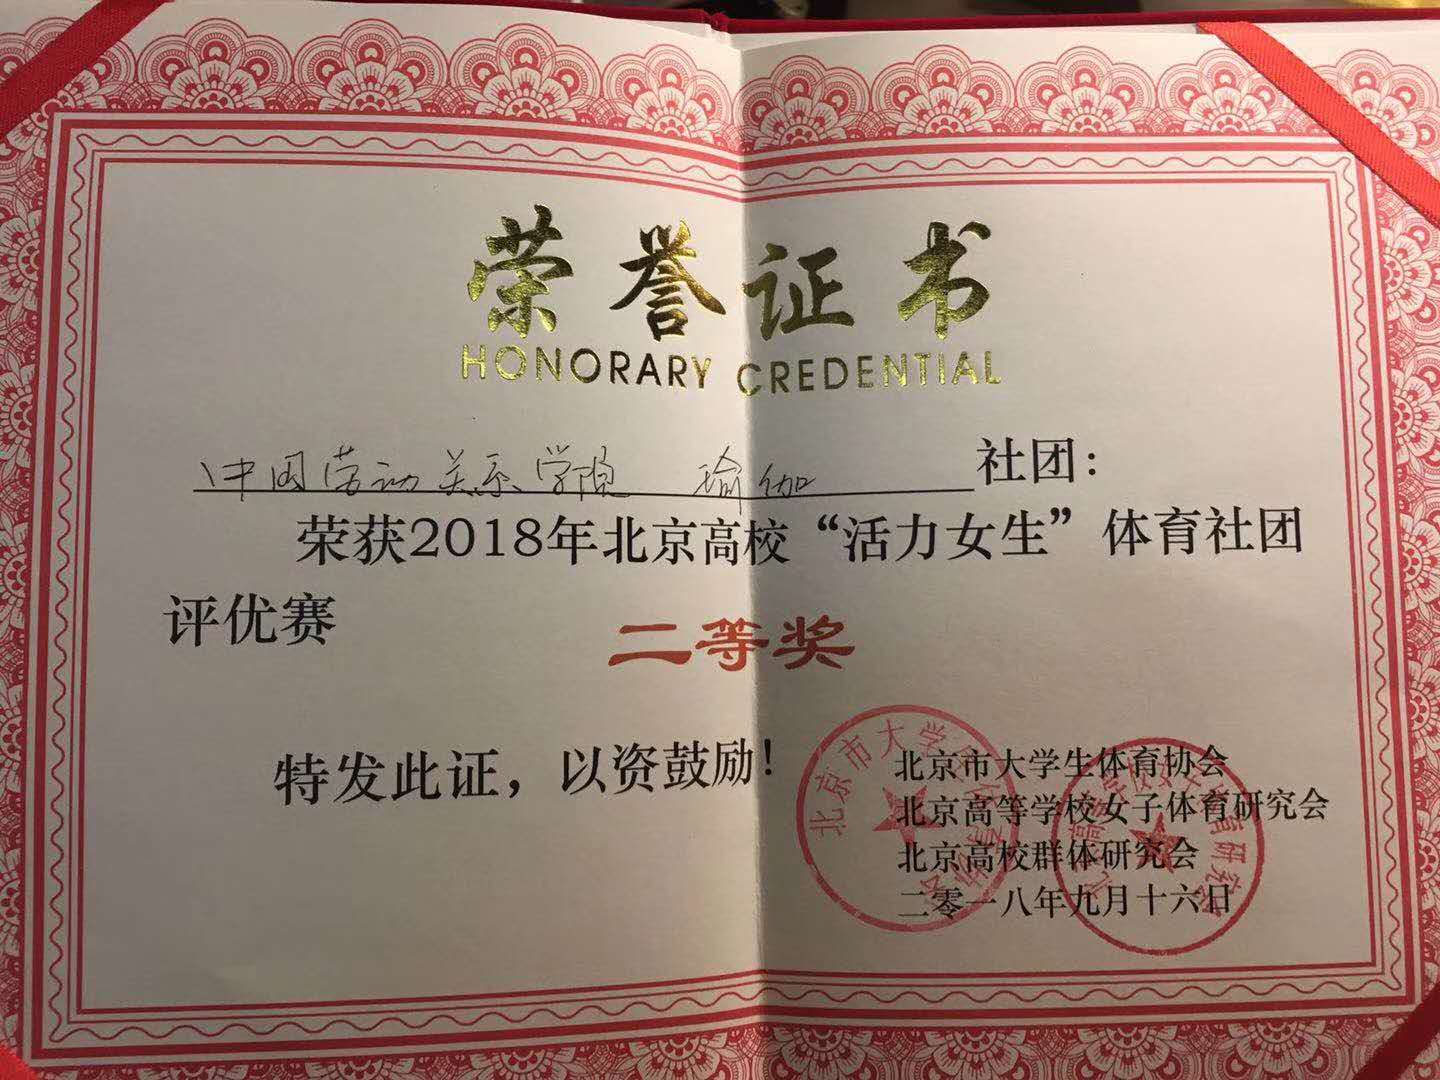 荣誉证书
HONORARY CREDENTIAL
中国劳动关系学院 瑜伽 社团：
荣获2018年北京高校“活力女生”体育社团
评优赛
二等奖
特发此证，以资鼓励！
北京市大学生体育协会
北京高等学校女子体育研究会
北京高校群体研究会
二零一八年九月十六日